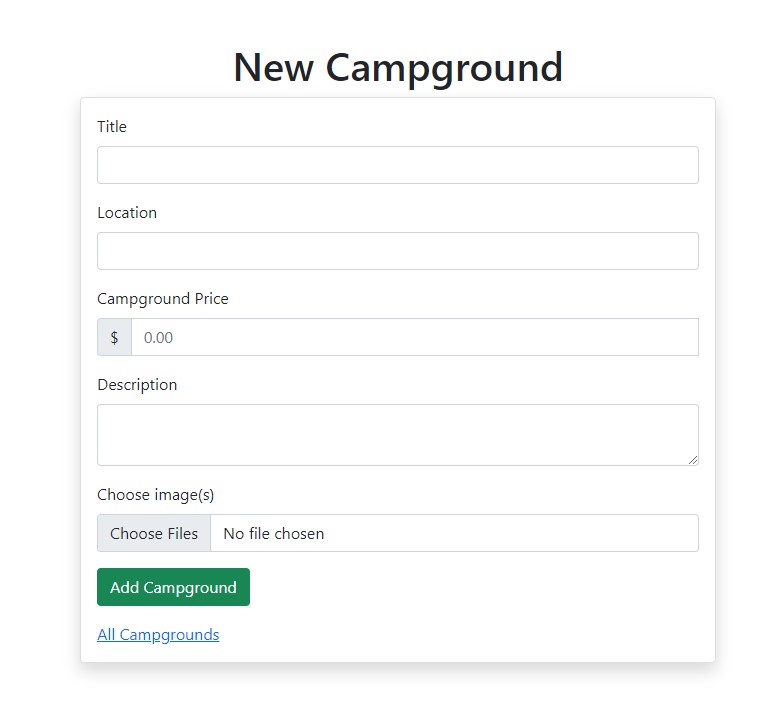 New Campground
Title
Location
Campground Price
$ 0.00
Description
Choose image(s)
Choose Files No file chosen
Add Campground
All Campgrounds